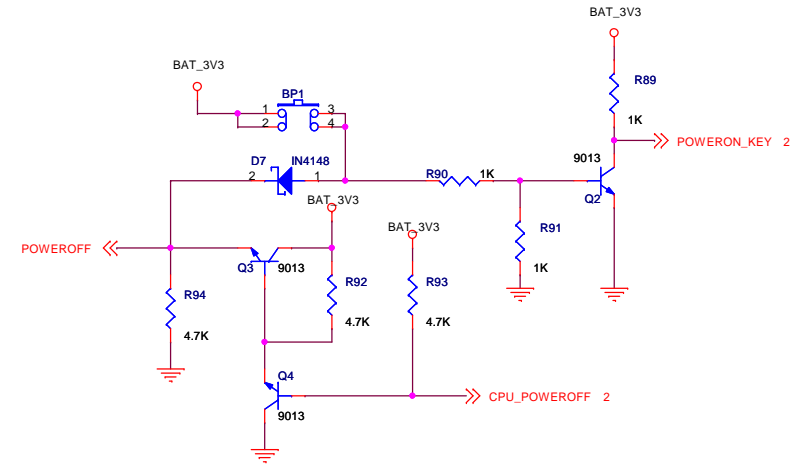 BAT_3V3
R89
1K
POWERON_KEY 2
BAT_3V3
BP1
1 3
2 4
D7 IN4148
2 1
R90 1K
9013
Q2
R91
1K
BAT_3V3
BAT_3V3
POWEROFF
Q3 9013
R92
4.7K
R93
4.7K
R94
4.7K
Q4
9013
CPU_POWEROFF 2